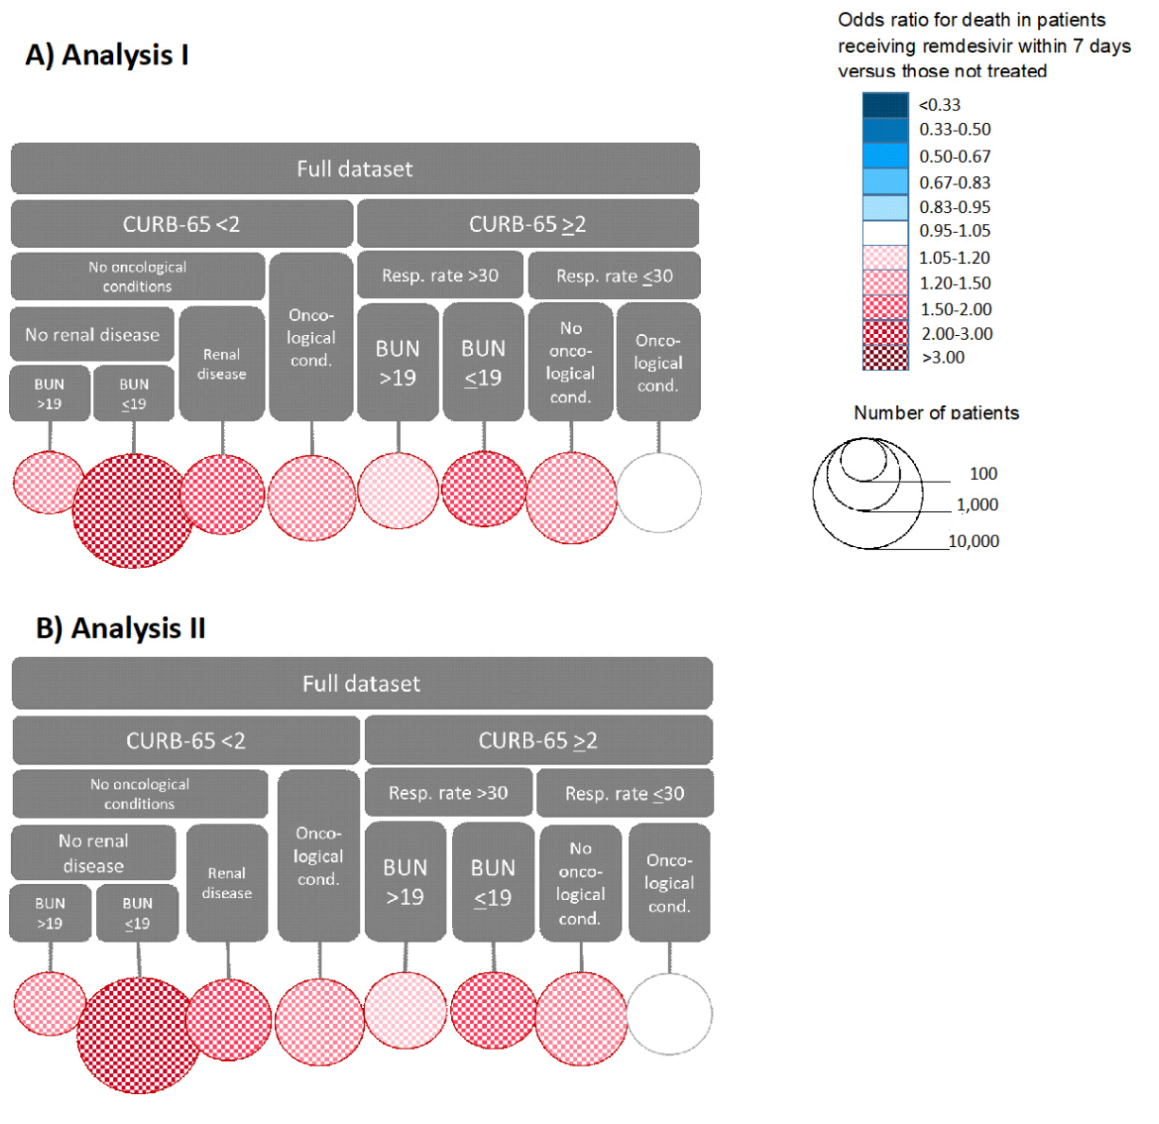 A) Analysis I
Odds ratio for death in patients
receiving remdesivir within 7 days
versus those not treated
<0.33
0.33-0.50
0.50-0.67
0.67-0.83
0.83-0.95
0.95-1.05
1.05-1.20
1.20-1.50
1.50-2.00
2.00-3.00
>3.00
Number of patients
100
1,000
10,000
Full dataset
CURB-65 <2
CURB-65 ≥2
No oncological
conditions
Onco-
logical
cond.
Resp. rate >30
Resp. rate ≤30
No renal disease
Renal
disease
BUN
>19
BUN
≤19
No
onco-
logical
cond.
Onco-
logical
cond.
BUN
>19
BUN
≤19
B) Analysis II
Full dataset
CURB-65 <2
CURB-65 ≥2
No oncological
conditions
Onco-
logical
cond.
Resp. rate >30
Resp. rate ≤30
No renal
disease
Renal
disease
BUN
>19
BUN
≤19
No
onco-
logical
cond.
Onco-
logical
cond.
BUN
>19
BUN
≤19